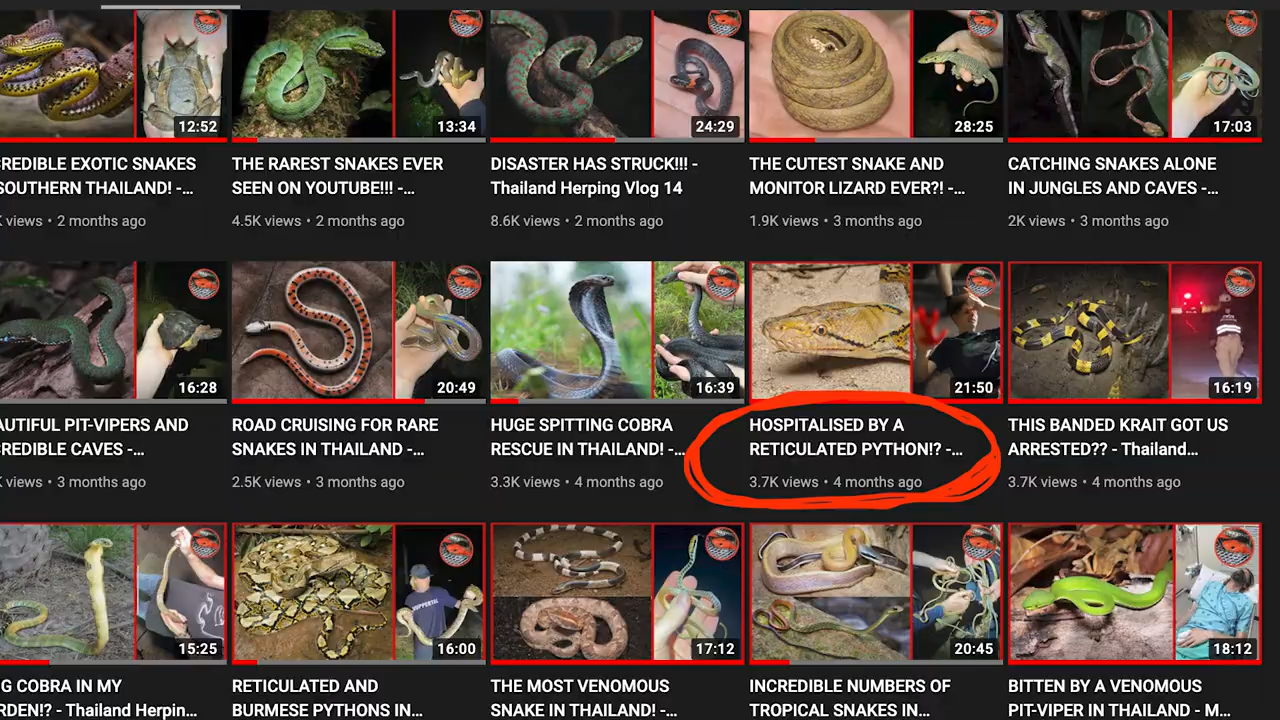 12:52
13:34
24:29
28:25
17:03
REDIBLE EXOTIC SNAKES
SOUTHERN THAILAND! -...
THE RAREST SNAKES EVER
SEEN ON YOUTUBE!!! -...
DISASTER HAS STRUCK!!! -
Thailand Herping Vlog 14
THE CUTEST SNAKE AND
MONITOR LIZARD EVER?! -...
CATCHING SNAKES ALONE
IN JUNGLES AND CAVES -...
views • 2 months ago
4.5K views • 2 months ago
8.6K views • 2 months ago
1.9K views • 3 months ago
2K views • 3 months ago
16:28
20:49
16:39
21:50
16:19
AUTIFUL PIT-VIPERS AND
REDIBLE CAVES -...
ROAD CRUISING FOR RARE
SNAKES IN THAILAND -...
HUGE SPITTING COBRA
RESCUE IN THAILAND! -...
HOSPITALISED BY A
RETICULATED PYTHON!? -...
THIS BANDED KRAIT GOT US
ARRESTED?? - Thailand...
views • 3 months ago
2.5K views • 3 months ago
3.3K views • 4 months ago
3.7K views • 4 months ago
3.7K views • 4 months ago
15:25
16:00
17:12
20:45
18:12
G COBRA IN MY
RDEN!? - Thailand Herpin...
RETICULATED AND
BURMESE PYTHONS IN...
THE MOST VENOMOUS
SNAKE IN THAILAND! -...
INCREDIBLE NUMBERS OF
TROPICAL SNAKES IN...
BITTEN BY A VENOMOUS
PIT-VIPER IN THAILAND - M...